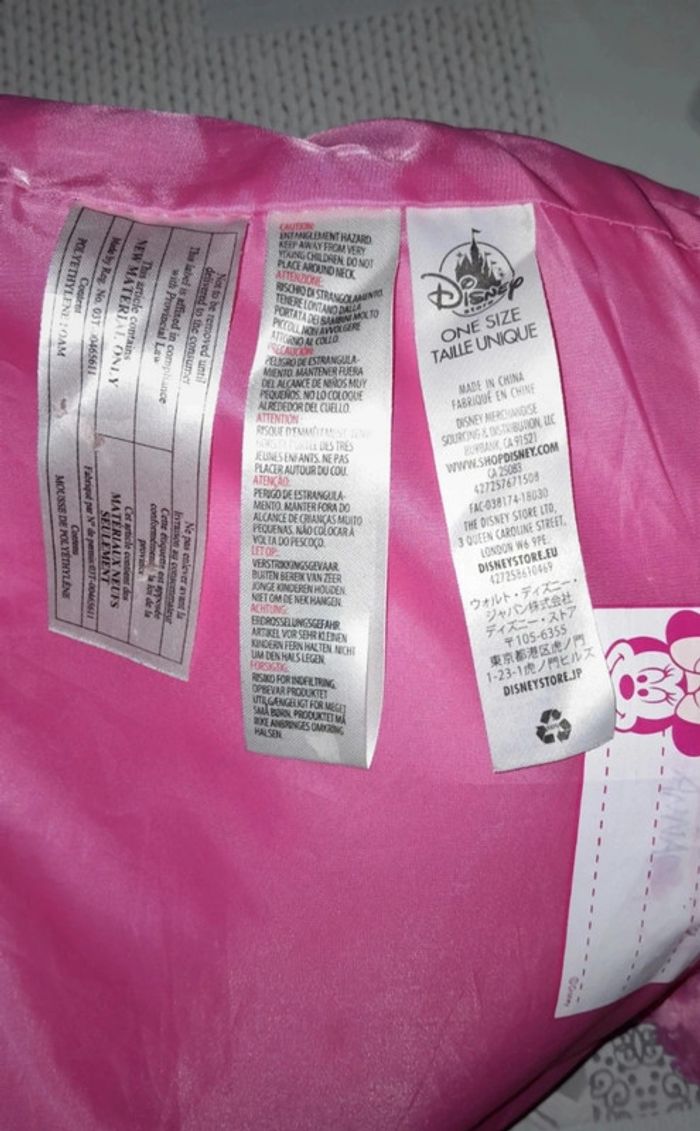 Not to be removed until
delivered to the consumer
This label is affixed in compliance
with Provincial Law
This article contains
NEW MATERIAL ONLY
Made by Reg. No. 03T-00465611
Content
POLYETHYLENE FOAM
Ne pas enlever avant la
livraison au consommateur
Cette étiquette est apposée
conformément à la loi de la
province
Cet article contient des
MATÉRIAUX NEUFS
SEULEMENT
Fabriqué par N° de permis: 03T-00465611
Contenu
MOUSSE DE POLYÉTHYLÈNE
CAUTION:
ENTANGLEMENT HAZARD.
KEEP AWAY FROM VERY
YOUNG CHILDREN. DO NOT
PLACE AROUND NECK.
ATTENZIONE:
RISCHIO DI STRANGOLAMENTO.
TENERE LONTANO DALLA
PORTATA DEI BAMBINI MOLTO
PICCOLI. NON AVVOLGERE
ATTORNO AL COLLO.
PRECAUCIÓN:
PELIGRO DE ESTRANGULA-
MIENTO. MANTENER FUERA
DEL ALCANCE DE NIÑOS MUY
PEQUEÑOS. NO LO COLOQUE
ALREDEDOR DEL CUELLO.
ATTENTION:
RISQUE D'EMMÊLEMENT. TENIR
HORS DE PORTÉE DES TRÈS
JEUNES ENFANTS. NE PAS
PLACER AUTOUR DU COU.
ATENÇÃO:
PERIGO DE ESTRANGULA-
MENTO. MANTER FORA DO
ALCANCE DE CRIANÇAS MUITO
PEQUENAS. NÃO COLOCAR À
VOLTA DO PESCOÇO.
LET OP:
VERSTRIKKINGSGEVAAR.
BUITEN BEREIK VAN ZEER
JONGE KINDEREN HOUDEN.
NIET OM DE NEK HANGEN.
ACHTUNG:
ERDROSSELUNGSGEFAHR.
ARTIKEL VOR SEHR KLEINEN
KINDERN FERN HALTEN. NICHT
UM DEN HALS LEGEN.
FORSIGTIG:
RISIKO FOR INDFILTRING.
OPBEVAR PRODUKTET
UTILGÆNGELIGT FOR MEGET
SMÅ BØRN. PRODUKTET MÅ
IKKE ANBRINGES OMKRING
HALSEN.
Disney
store
ONE SIZE
TAILLE UNIQUE
MADE IN CHINA
FABRIQUÉ EN CHINE
DISNEY MERCHANDISE
SOURCING & DISTRIBUTION, LLC
BURBANK, CA 91521
WWW.SHOPDISNEY.COM
CA 25083
427257671508
FAC-038174-18030
THE DISNEY STORE LTD,
3 QUEEN CAROLINE STREET,
LONDON W6 9PE.
DISNEYSTORE.EU
427258610469
ウォルト・ディズニー・
ジャパン株式会社
ディズニー・ストア
〒105-6355
東京都港区虎ノ門
1-23-1虎ノ門ヒルズ
DISNEYSTORE.JP
©Disney